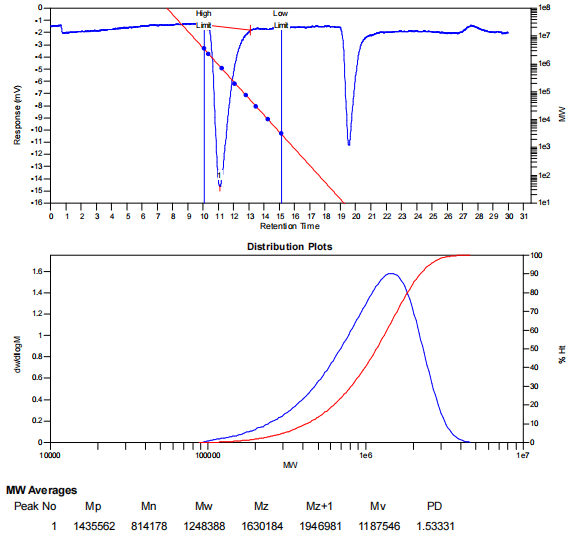 High
Low
Limit
Limit
0
-1
-2
-3
-4
-5
-6
-7
-8
-9
-10
-11
-12
-13
-14
-15
-16
Response (mV)
1e8
1e7
1e6
1e5
1e4
1e3
1e2
1e1
MW
1
0 1 2 3 4 5 6 7 8 9 10 11 12 13 14 15 16 17 18 19 20 21 22 23 24 25 26 27 28 29 30 31
Retention Time
Distribution Plots
1.6
1.4
1.2
1
0.8
0.6
0.4
0.2
0
dw/dlogM
100
90
80
70
60
50
40
30
20
10
0
% Ht
10000 100000 1e6 1e7
MW
MW Averages
Peak No Mp Mn Mw Mz Mz+1 Mv PD
1 1435562 814178 1248388 1630184 1946981 1187546 1.53331